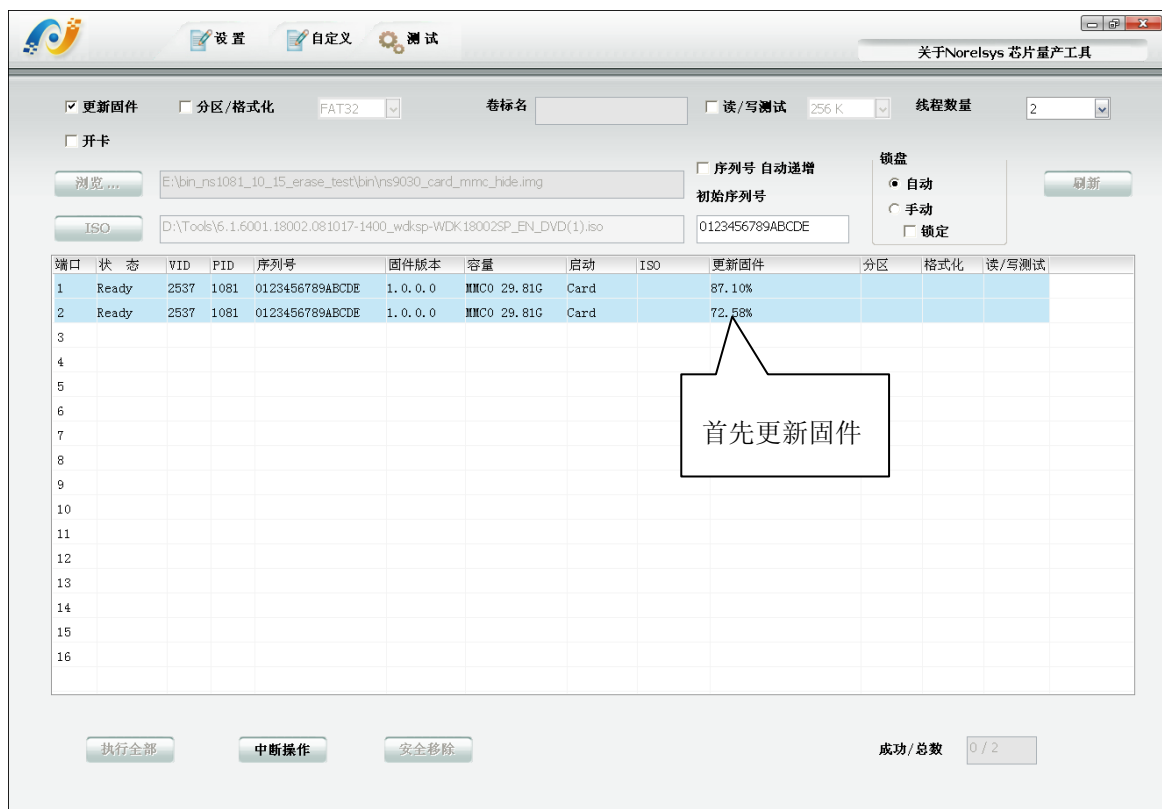 设 置 自定义 测 试
关于Norelsys 芯片量产工具
更新固件 分区/格式化 FAT32 卷标名 读/写测试 256 K 线程数量 2
开卡
浏览... E:\bin_ns1081_10_15_erase_test\bin\ns9030_card_mmc_hide.img 序列号 自动递增 锁盘
自动 刷新
初始序列号
手动
ISO D:\Tools\6.1.6001.18002.081017-1400_wdksp-WDK18002SP_EN_DVD(1).iso 0123456789ABCDE 锁定
端口 状 态 VID PID 序列号 固件版本 容量 启动 ISO 更新固件 分区 格式化 读/写测试
1 Ready 2537 1081 0123456789ABCDE 1.0.0.0 MMC0 29.81G Card 87.10%
2 Ready 2537 1081 0123456789ABCDE 1.0.0.0 MMC0 29.81G Card 72.58%
3
4
5
6
7
首先更新固件
8
9
10
11
12
13
14
15
16
执行全部 中断操作 安全移除 成功/总数 0 / 2